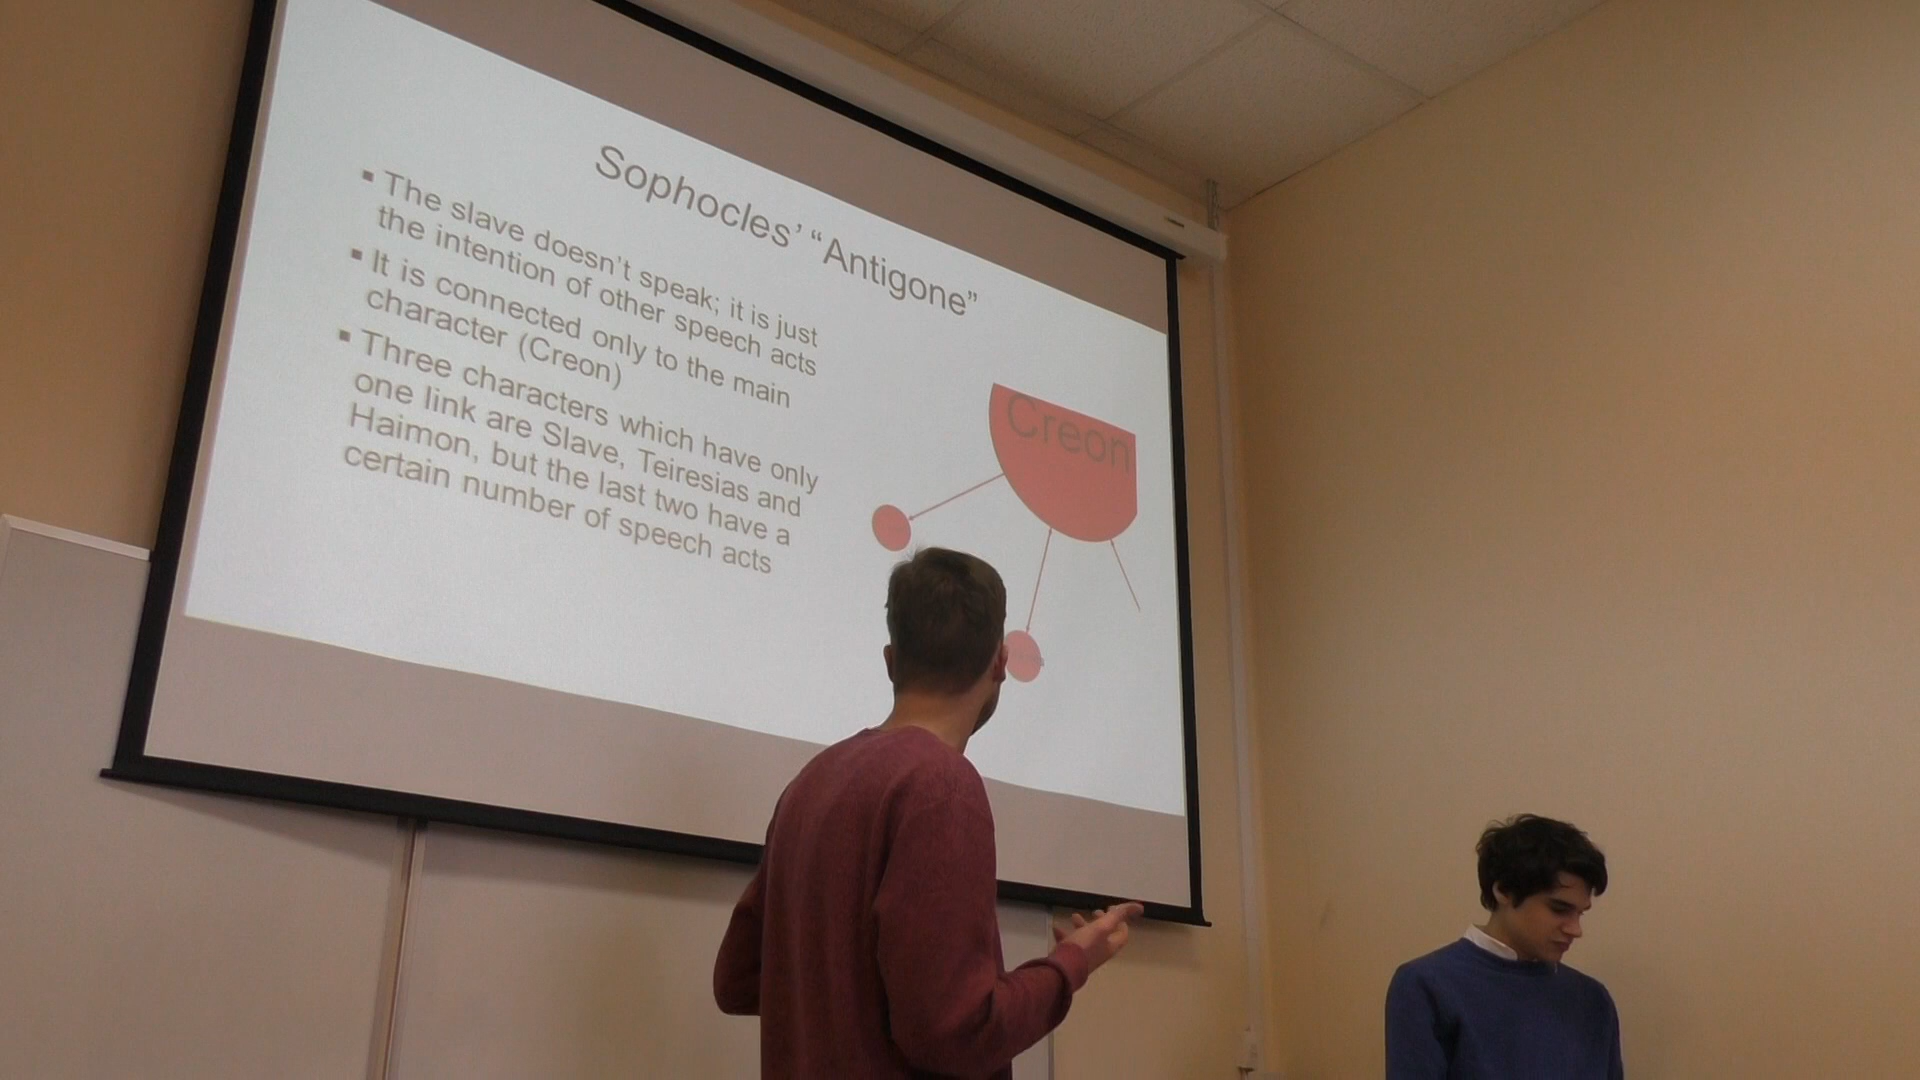 Sophocles’ “Antigone”
▪ The slave doesn’t speak; it is just
the intention of other speech acts
▪ It is connected only to the main
character (Creon)
▪ Three characters which have only
one link are Slave, Teiresias and
Haimon, but the last two have a
certain number of speech acts
Creon